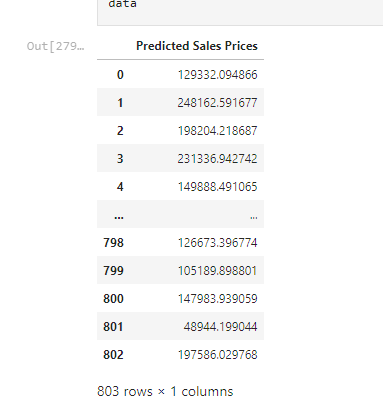 data
Out[279…
Predicted Sales Prices
0 129332.094866
1 248162.591677
2 198204.218687
3 231336.942742
4 149888.491065
... ...
798 126673.396774
799 105189.898801
800 147983.939059
801 48944.199044
802 197586.029768
803 rows × 1 columns